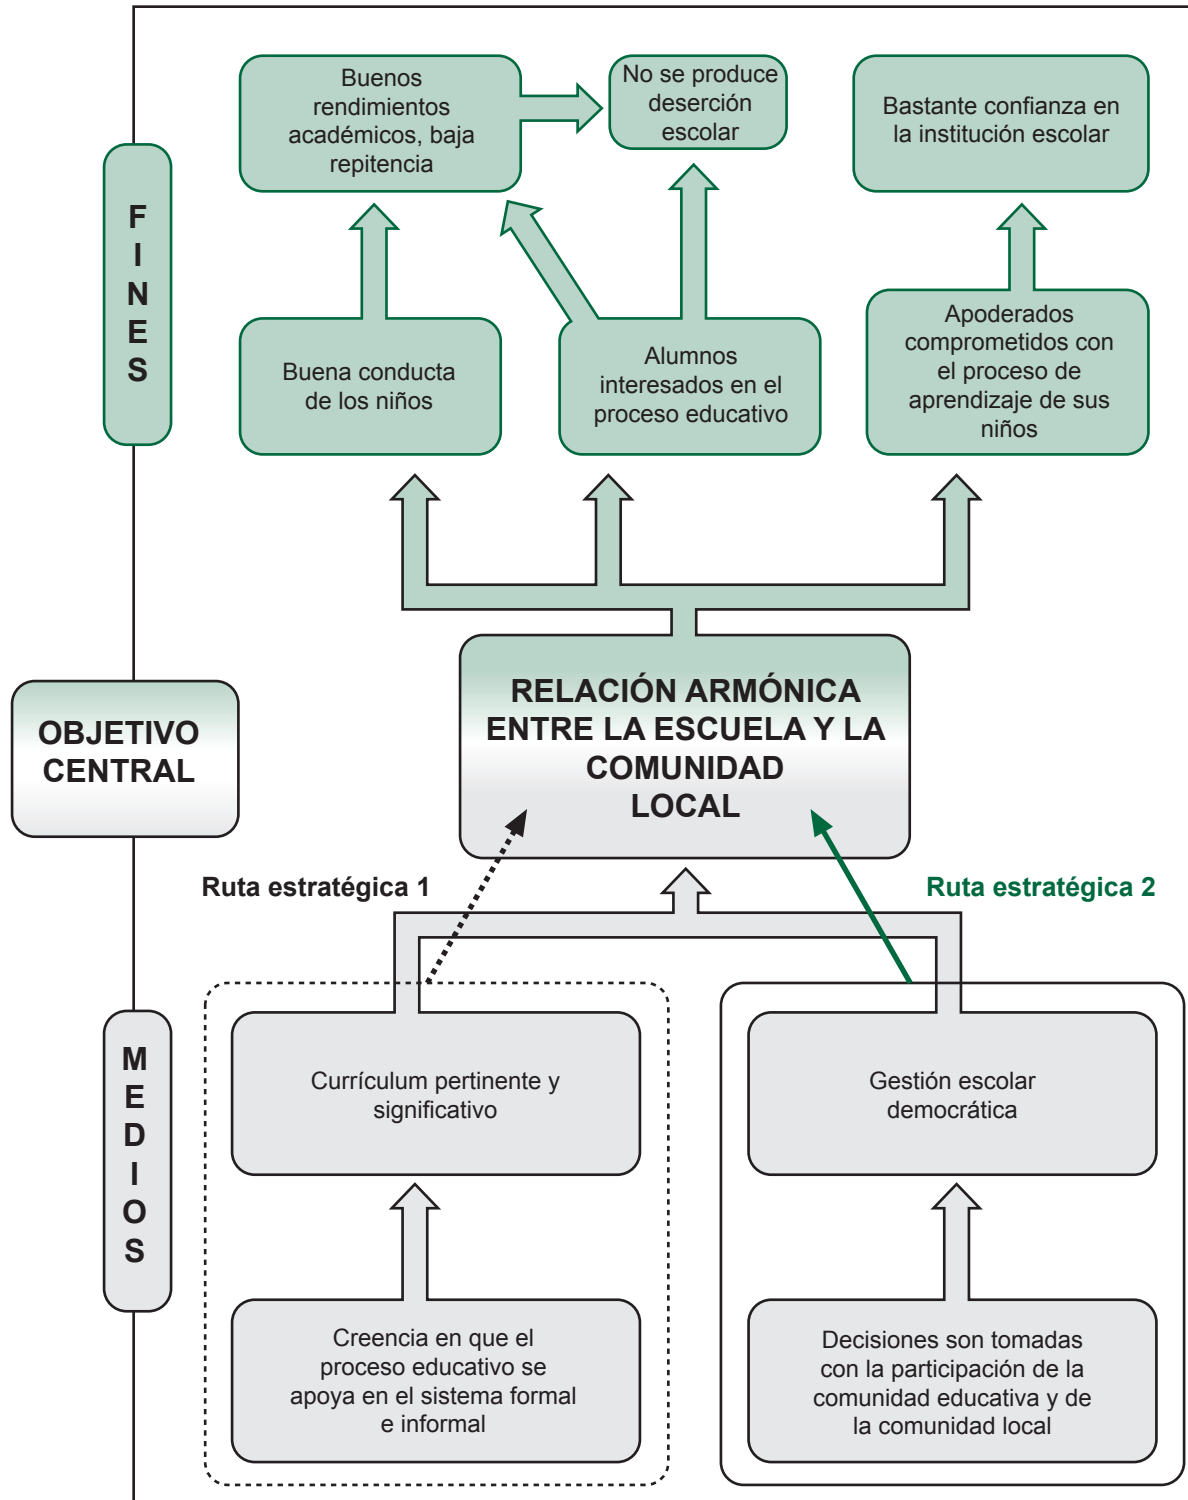 Buenos
rendimientos
académicos, baja
repitencia
No se produce
deserción
escolar
Bastante confianza en
la institución escolar
FINES
Buena conducta
de los niños
Alumnos
interesados en el
proceso educativo
Apoderados
comprometidos con
el proceso de
aprendizaje de sus
niños
OBJETIVO
CENTRAL
RELACIÓN ARMÓNICA
ENTRE LA ESCUELA Y LA
COMUNIDAD
LOCAL
Ruta estratégica 1
Ruta estratégica 2
MEDIOS
Currículum pertinente y
significativo
Gestión escolar
democrática
Creencia en que el
proceso educativo se
apoya en el sistema formal
e informal
Decisiones son tomadas
con la participación de la
comunidad educativa y de
la comunidad local